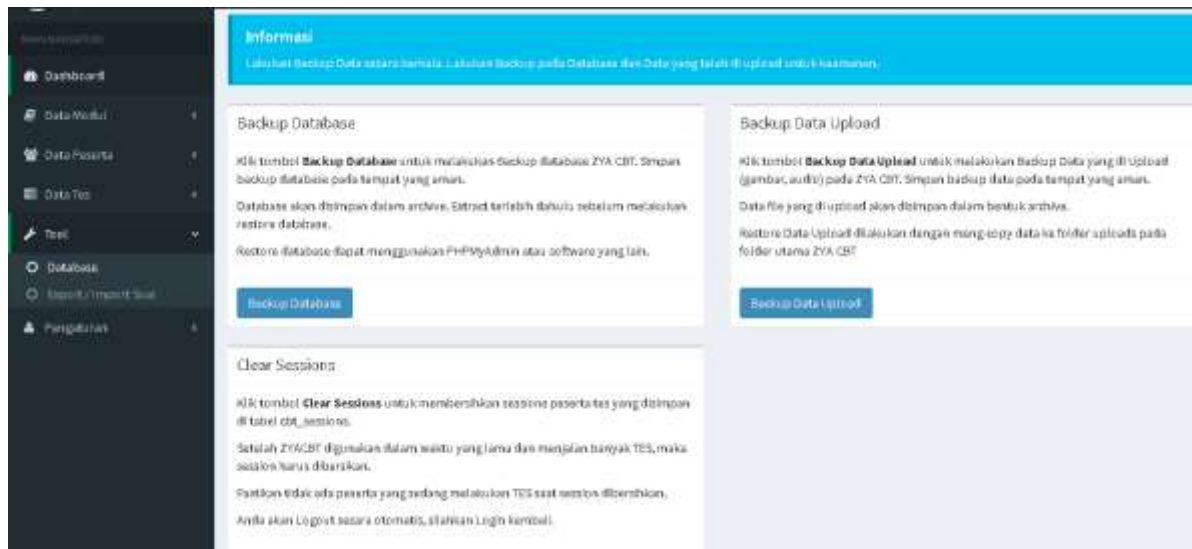 Informasi
Lakukan Backup Data secara berkala. Lakukan Backup pada Database dan Data yang telah di upload untuk keamanan.
Dashboard
Data Modul
Data Peserta
Data Tes
Tool
Database
Export / Import Soal
Pengaturan
Backup Database
Klik tombol Backup Database untuk melakukan Backup database ZYA CBT. Simpan
backup database pada tempat yang aman.
Database akan disimpan dalam archive. Extract terlebih dahulu sebelum melakukan
restore database.
Restore database dapat menggunakan PHPMyAdmin atau software yang lain.
Backup Database
Backup Data Upload
Klik tombol Backup Data Upload untuk melakukan Backup Data yang di Upload
(gambar, audio) pada ZYA CBT. Simpan backup data pada tempat yang aman.
Data file yang di upload akan disimpan dalam bentuk archive.
Restore Data Upload dilakukan dengan meng-copy data ke folder uploads pada
folder utama ZYA CBT
Backup Data Upload
Clear Sessions
Klik tombol Clear Sessions untuk membersihkan sessions peserta tes yang disimpan
di tabel cbt_sessions.
Setelah ZYACBT digunakan dalam waktu yang lama dan menjalan banyak TES, maka
session harus dibersikan.
Pastikan tidak ada peserta yang sedang melakukan TES saat session dibersihkan.
Anda akan Logout secara otomatis, silahkan Login kembali.